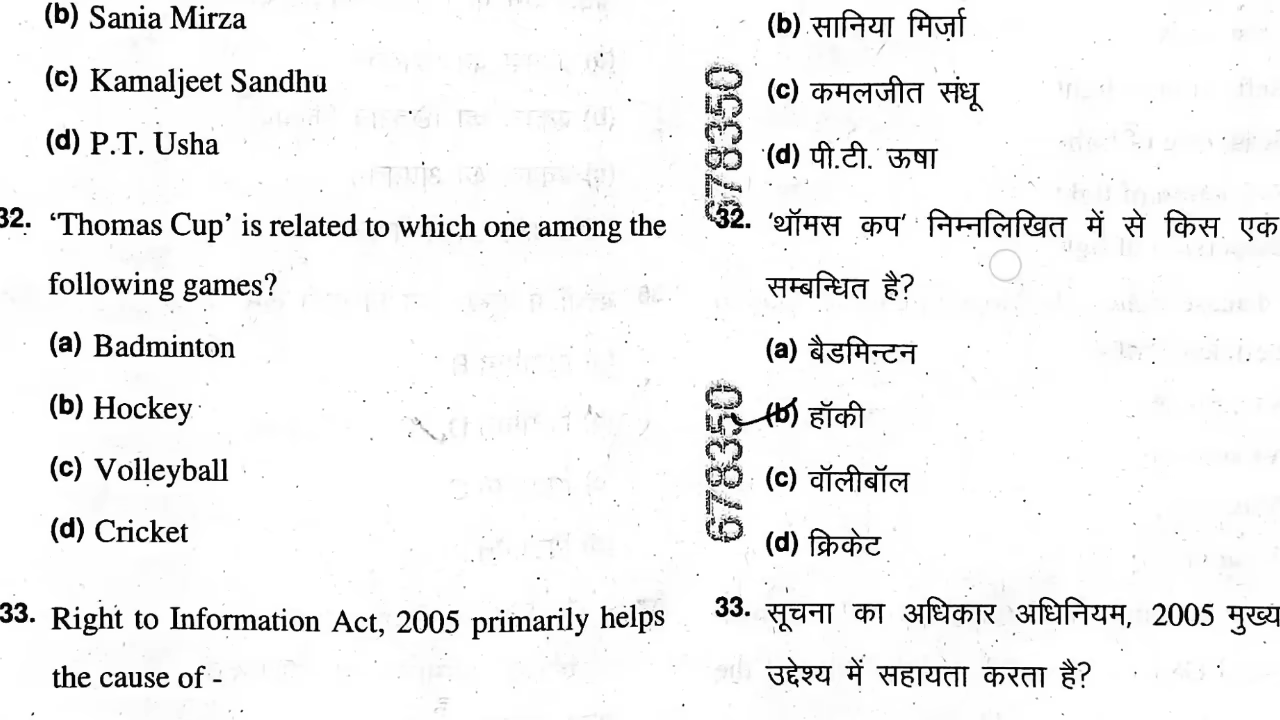 (b) Sania Mirza
(c) Kamaljeet Sandhu
(d) P.T. Usha
32. 'Thomas Cup' is related to which one among the
following games?
(a) Badminton
(b) Hockey
(c) Volleyball
(d) Cricket
33. Right to Information Act, 2005 primarily helps
the cause of -
(b) सानिया मिर्ज़ा
(c) कमलजीत संधू
(d) पी.टी. ऊषा
32. 'थॉमस कप' निम्नलिखित में से किस एक
सम्बन्धित है?
(a) बैडमिन्टन
(b) हॉकी
(c) वॉलीबॉल
(d) क्रिकेट
33. सूचना का अधिकार अधिनियम, 2005 मुख्य
उद्देश्य में सहायता करता है?
678350
678350